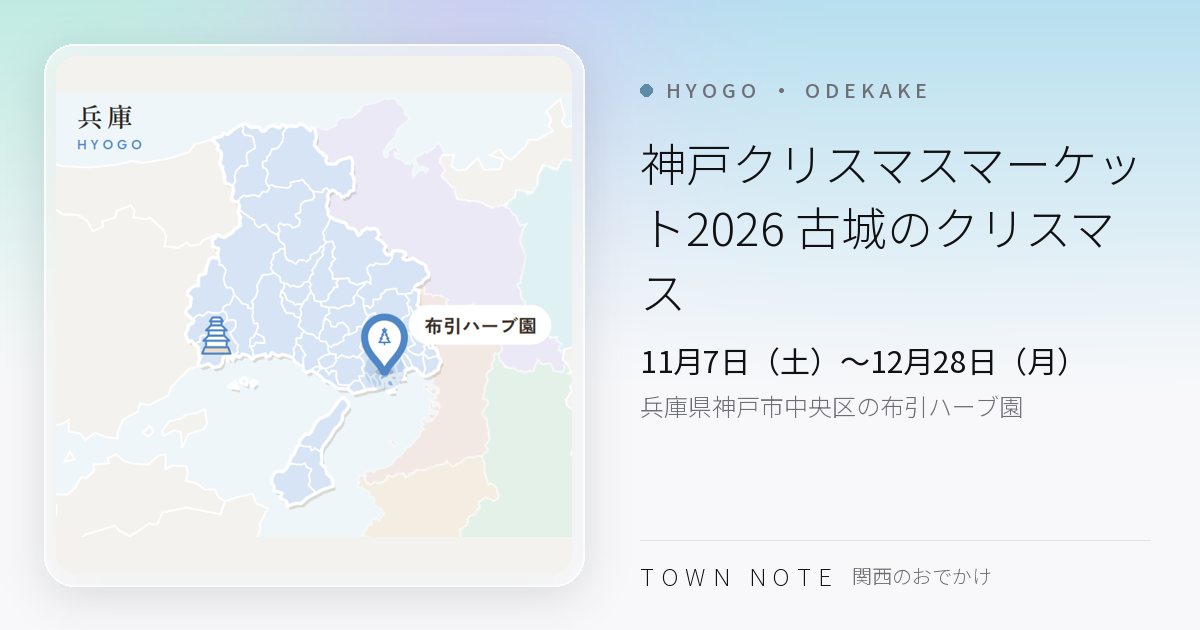 兵庫
HYOGO
布引ハーブ園
HYOGO • ODEKAKE
神戸クリスマスマーケッ
ト2026 古城のクリスマ
ス
11月7日（土）〜12月28日（月）
兵庫県神戸市中央区の布引ハーブ園
TOWN NOTE 関西のおでかけ